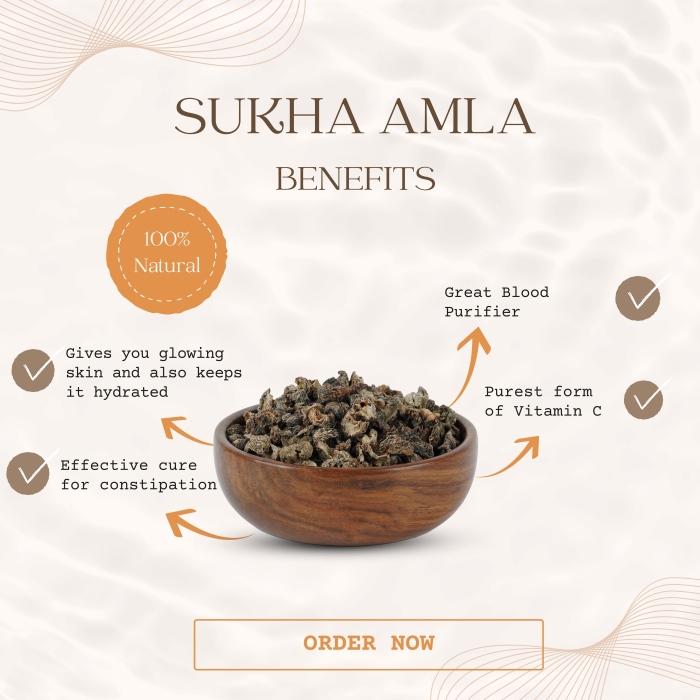 SUKHA AMLA
BENEFITS
100%
Natural
Great Blood
Purifier
Gives you glowing
skin and also keeps
it hydrated
Purest form
of Vitamin C
Effective cure
for constipation
ORDER NOW